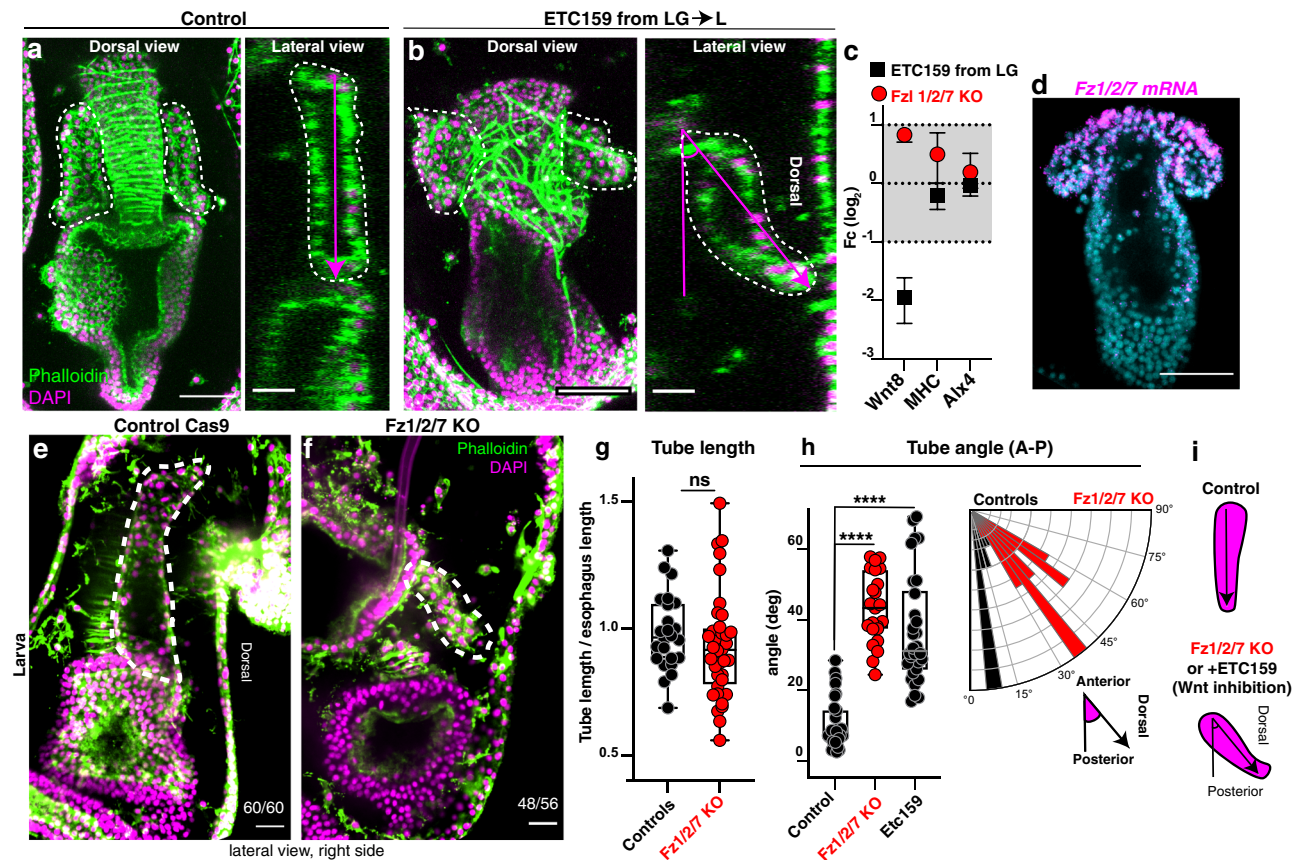 Control
ETC159 from LG→L
a
Dorsal view
Lateral view
Phalloidin
DAPI
b
Dorsal view
Lateral view
Dorsal
c
ETC159 from LG
Fzl 1/2/7 KO
Fc (log2)
1
0
-1
-2
-3
Wnt8
MHC
Alx4
d
Fz1/2/7 mRNA
Control Cas9
Fz1/2/7 KO
e
Larva
Dorsal
60/60
f
Phalloidin
DAPI
48/56
lateral view, right side
g
Tube length
ns
Tube length / esophagus length
1.5
1.0
0.5
Controls
Fz1/2/7 KO
h
Tube angle (A-P)
****
****
angle (deg)
60
40
20
0
Control
Fz1/2/7 KO
Etc159
Controls
Fz1/2/7 KO
90°
75°
60°
45°
30°
15°
°0
Anterior
Dorsal
Posterior
i
Control
Fz1/2/7 KO
or +ETC159
(Wnt inhibition)
Dorsal
Posterior